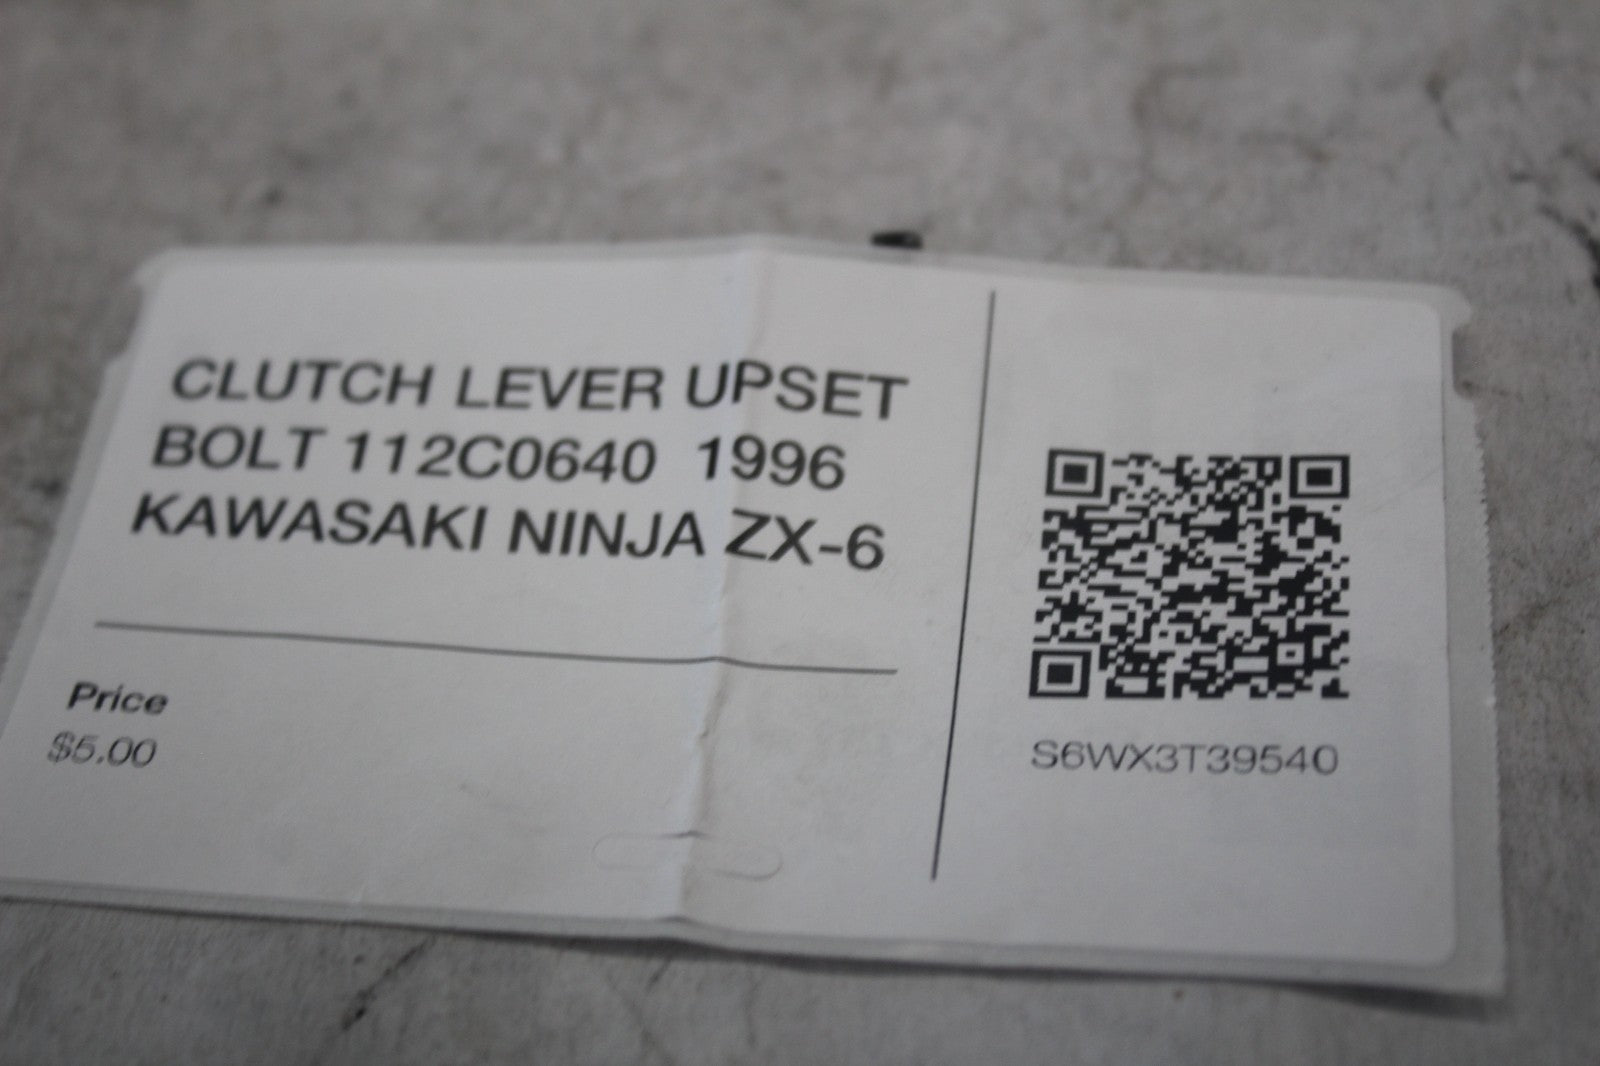 CLUTCH LEVER UPSET
BOLT 112C0640 1996
KAWASAKI NINJA ZX-6
Price
$5.00
S6WX3T39540